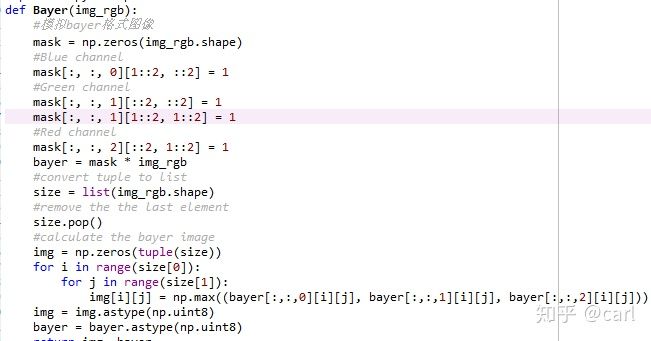 def Bayer(img_rgb):
    #模拟bayer格式图像
    mask = np.zeros(img_rgb.shape)
    #Blue channel
    mask[:, :, 0][1::2, ::2] = 1
    #Green channel
    mask[:, :, 1][::2, ::2] = 1
    mask[:, :, 1][1::2, 1::2] = 1
    #Red channel
    mask[:, :, 2][::2, 1::2] = 1
    bayer = mask * img_rgb
    #convert tuple to list
    size = list(img_rgb.shape)
    #remove the the last element
    size.pop()
    #calculate the bayer image
    img = np.zeros(tuple(size))
    for i in range(size[0]):
        for j in range(size[1]):
            img[i][j] = np.max((bayer[:,:,0][i][j], bayer[:,:,1][i][j], bayer[:,:,2][i][j]))
    img = img.astype(np.uint8)
    bayer = bayer.astype(np.uint8)
    return img, bayer
知乎 @carl